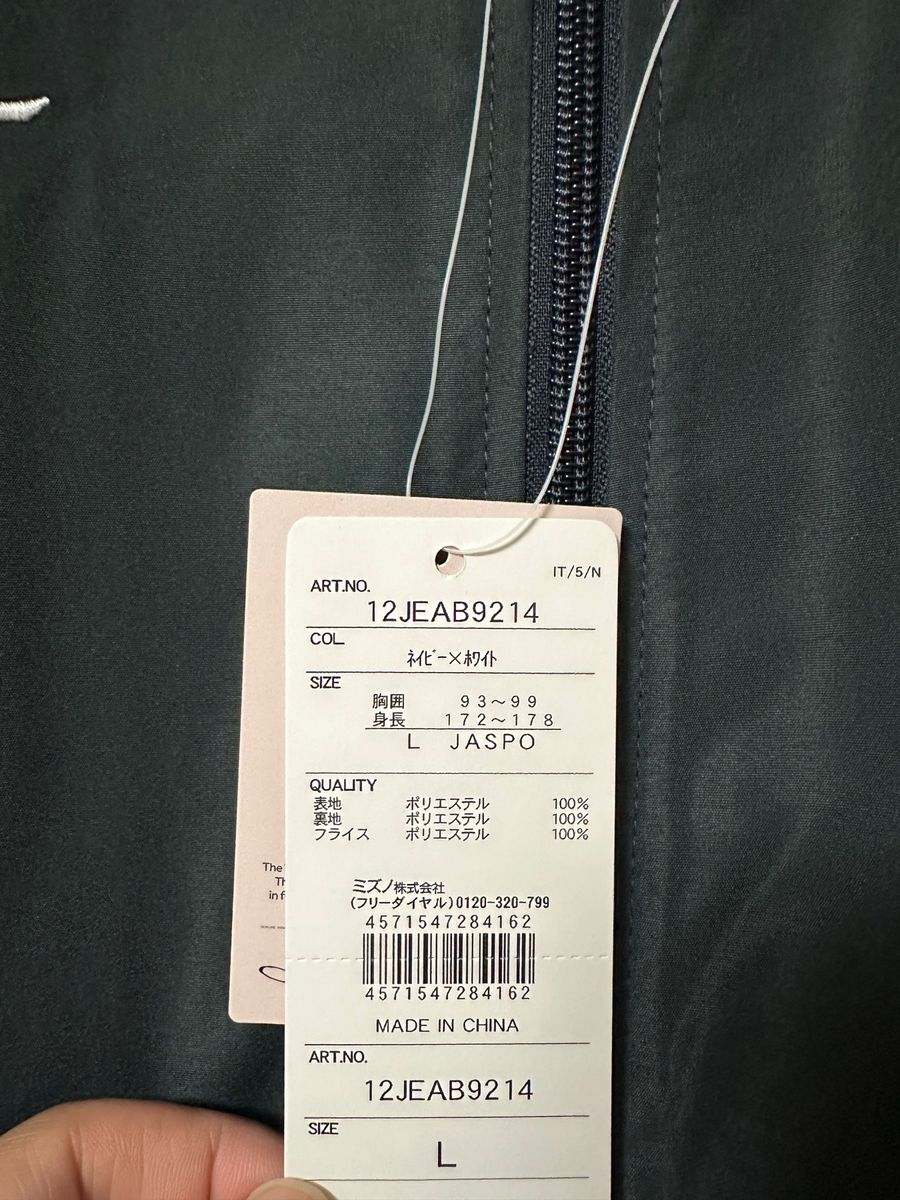 IT/5/N
ART.NO.
12JEAB9214
COL.
ﾈｲﾋﾞｰ×ﾎﾜｲﾄ
SIZE
胸囲 93～99
身長 172～178
L JASPO
QUALITY
表地 ポリエステル 100%
裏地 ポリエステル 100%
フライス ポリエステル 100%
ミズノ株式会社
(フリーダイヤル)0120-320-799
4571547284162
4571547284162
MADE IN CHINA
ART.NO.
12JEAB9214
SIZE
L
The
Th
in f